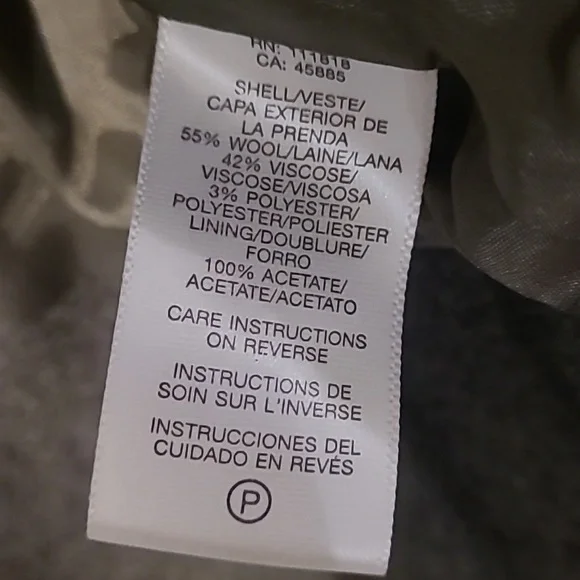 RN: 111818
CA: 45885
SHELL/VESTE/
CAPA EXTERIOR DE
LA PRENDA
55% WOOL/LAINE/LANA
42% VISCOSE/
VISCOSE/VISCOSA
3% POLYESTER/
POLYESTER/POLIESTER
LINING/DOUBLURE/
FORRO
100% ACETATE/
ACETATE/ACETATO
CARE INSTRUCTIONS
ON REVERSE
INSTRUCTIONS DE
SOIN SUR L'INVERSE
INSTRUCCIONES DEL
CUIDADO EN REVÉS
P